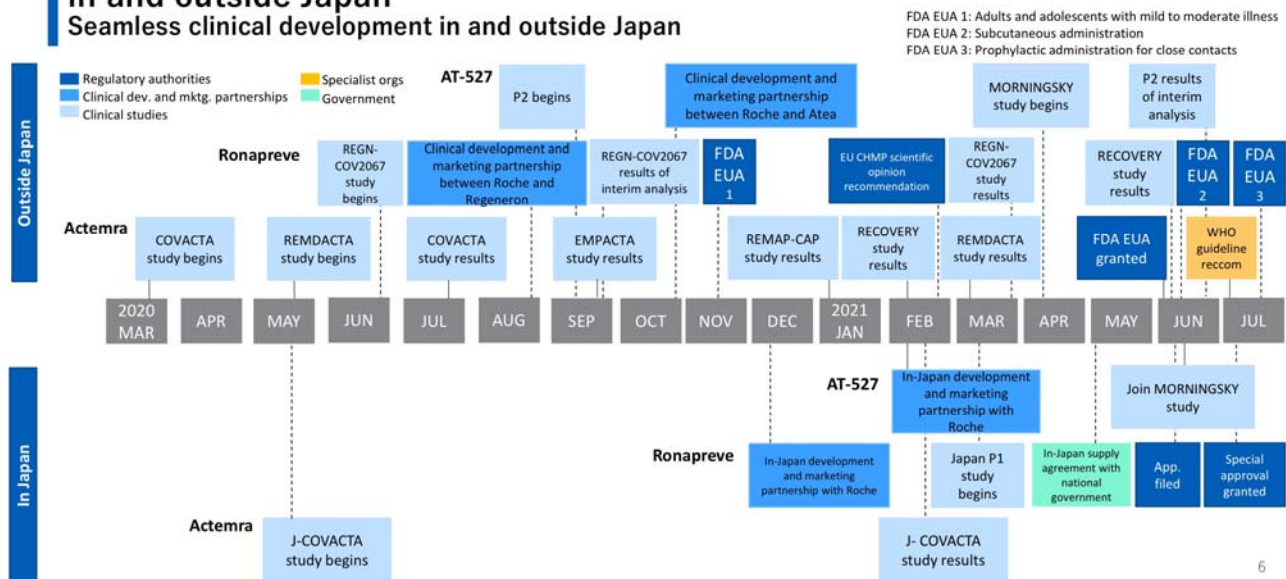 in and outside Japan
Seamless clinical development in and outside Japan
FDA EUA 1: Adults and adolescents with mild to moderate illness
FDA EUA 2: Subcutaneous administration
FDA EUA 3: Prophylactic administration for close contacts
Regulatory authorities
Clinical dev. and mktg. partnerships
Clinical studies
Specialist orgs
Government
Outside Japan
AT-527
P2 begins
Clinical development and
marketing partnership
between Roche and Atea
MORNINGSKY
study begins
P2 results
of interim
analysis
Ronapreve
REGN-
COV2067
study
begins
Clinical development and
marketing partnership
between Roche and
Regeneron
REGN-COV2067
results of
interim analysis
FDA
EUA
1
EU CHMP scientific
opinion
recommendation
REGN-
COV2067
study
results
RECOVERY
study
results
FDA
EUA
2
FDA
EUA
3
Actemra
COVACTA
study begins
REMDACTA
study begins
COVACTA
study results
EMPACTA
study results
REMAP-CAP
study results
RECOVERY
study
results
REMDACTA
study results
FDA EUA
granted
WHO
guideline
reccom
2020
MAR
APR
MAY
JUN
JUL
AUG
SEP
OCT
NOV
DEC
2021
JAN
FEB
MAR
APR
MAY
JUN
JUL
In Japan
AT-527
In-Japan development
and marketing
partnership with
Roche
Join MORNINGSKY
study
Ronapreve
In-Japan development
and marketing
partnership with Roche
Japan P1
study
begins
In-Japan supply
agreement with
national
government
App.
filed
Special
approval
granted
Actemra
J-COVACTA
study begins
J- COVACTA
study results
6